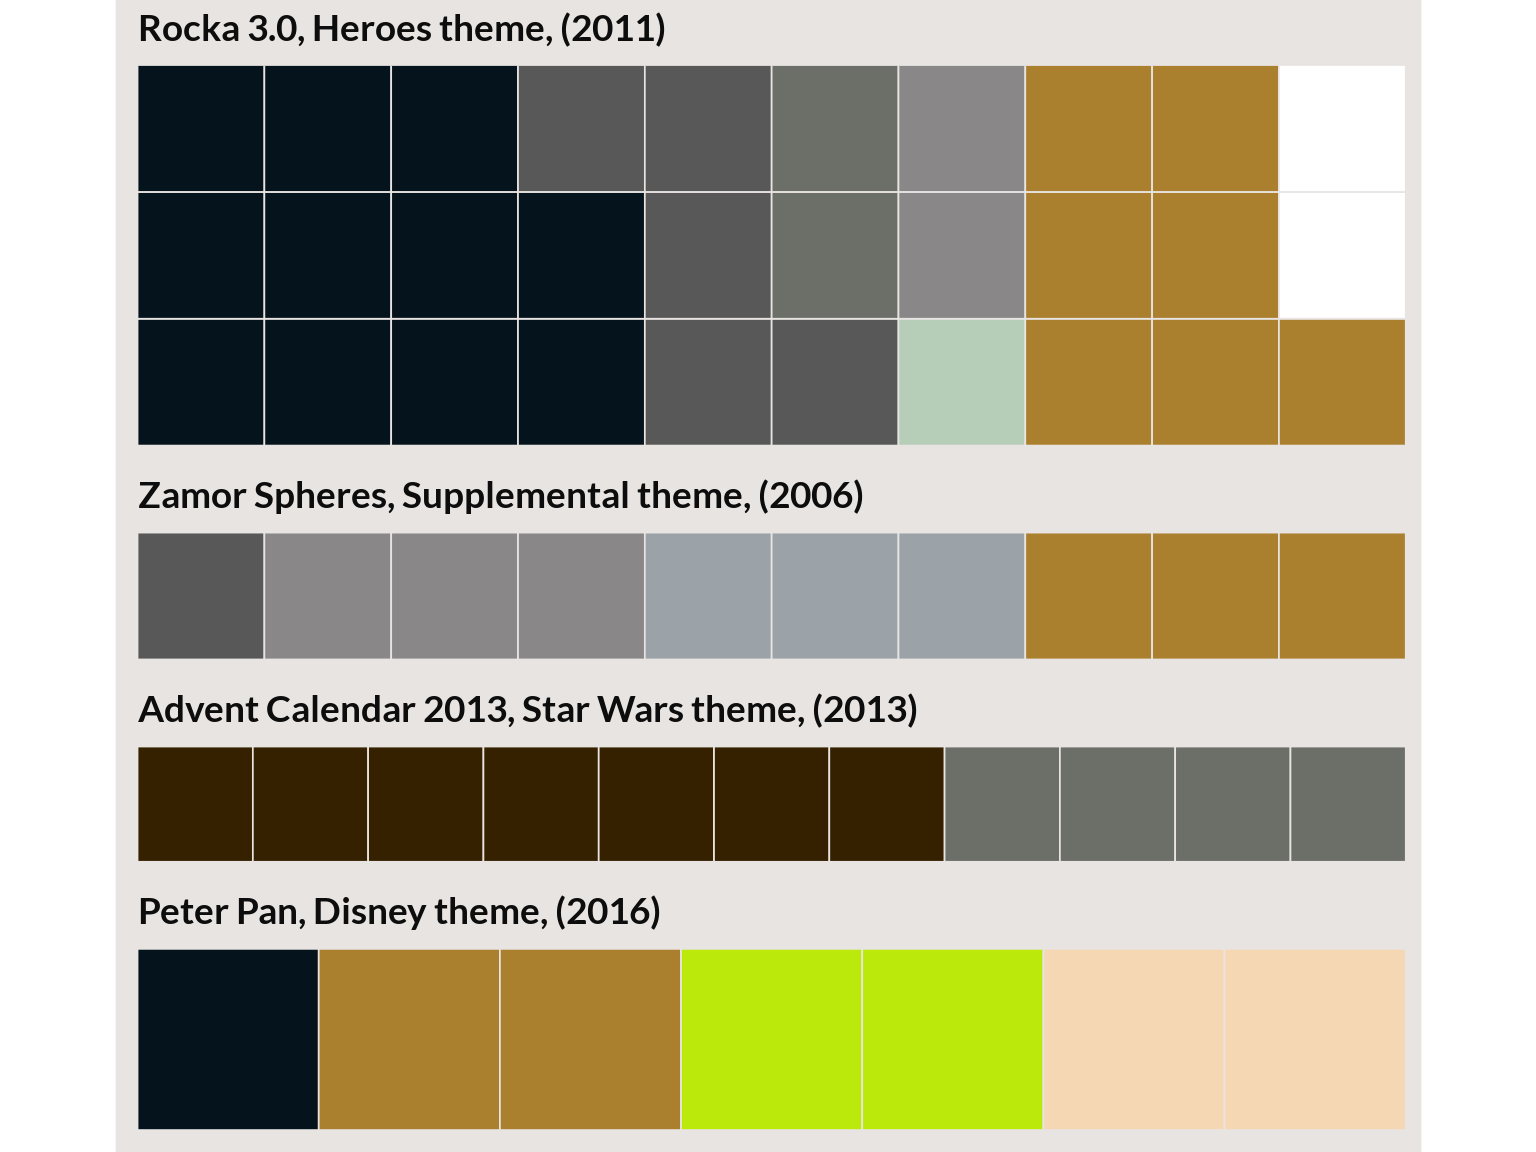 Rocka 3.0, Heroes theme, (2011)
Zamor Spheres, Supplemental theme, (2006)
Advent Calendar 2013, Star Wars theme, (2013)
Peter Pan, Disney theme, (2016)